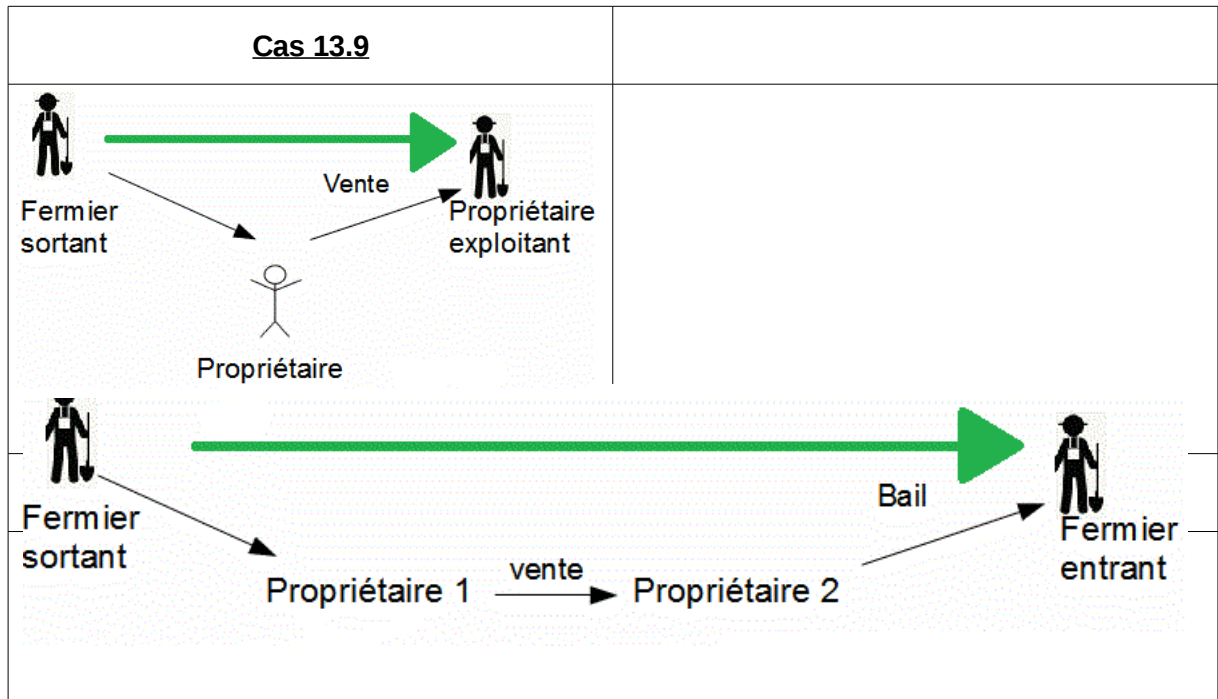 Cas 13.9
Vente
Fermier
sortant
Propriétaire
exploitant
Propriétaire
Bail
Fermier
sortant
Fermier
entrant
vente
Propriétaire 1
Propriétaire 2